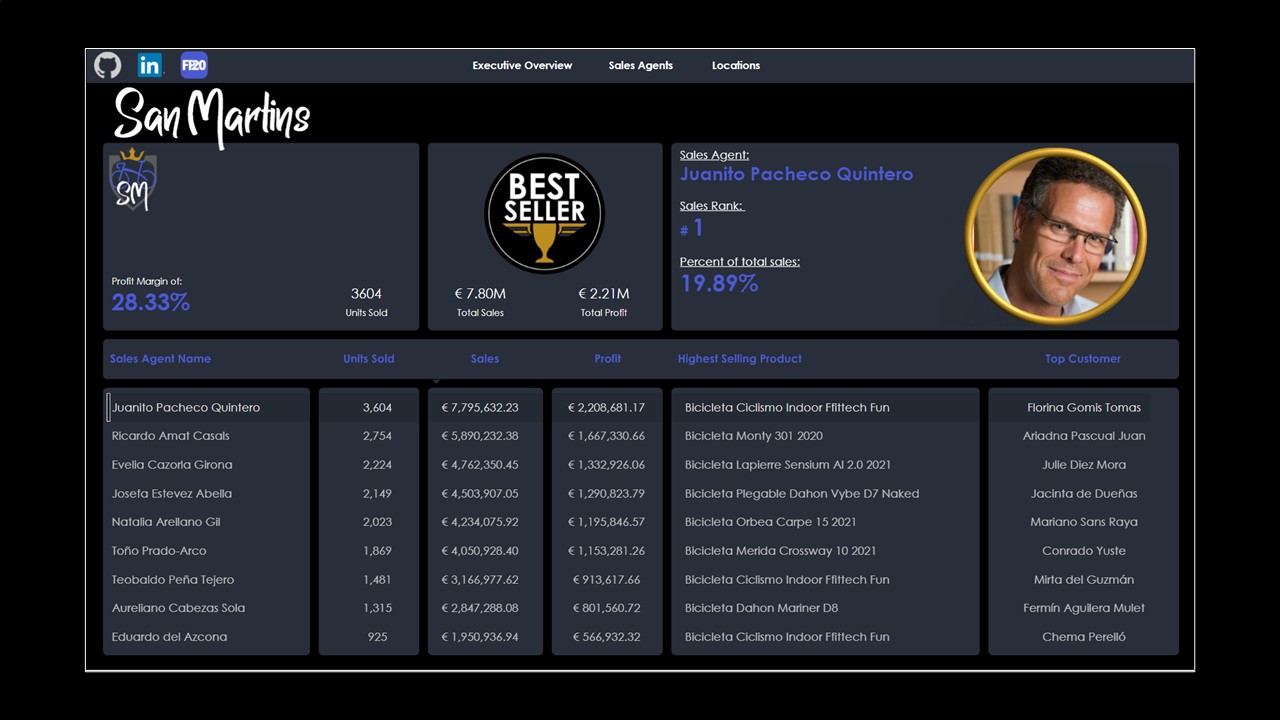 in
F120
Executive Overview
Sales Agents
Locations
San Martins
SM
Profit Margin of:
28.33%
3604
Units Sold
BEST
SELLER
€ 7.80M
Total Sales
€ 2.21M
Total Profit
Sales Agent:
Juanito Pacheco Quintero
Sales Rank:
# 1
Percent of total sales:
19.89%
Sales Agent Name Units Sold Sales Profit Highest Selling Product Top Customer
Juanito Pacheco Quintero 3,604 € 7,795,632.23 € 2,208,681.17 Bicicleta Ciclismo Indoor Ffittech Fun Florina Gomis Tomas
Ricardo Amat Casals 2,754 € 5,890,232.38 € 1,667,330.66 Bicicleta Monty 301 2020 Ariadna Pascual Juan
Evelia Cazorla Girona 2,224 € 4,762,350.45 € 1,332,926.06 Bicicleta Lapierre Sensium Al 2.0 2021 Julie Diez Mora
Josefa Estevez Abella 2,149 € 4,503,907.05 € 1,290,823.79 Bicicleta Plegable Dahon Vybe D7 Naked Jacinta de Dueñas
Natalia Arellano Gil 2,023 € 4,234,075.92 € 1,195,846.57 Bicicleta Orbea Carpe 15 2021 Mariano Sans Raya
Toño Prado-Arco 1,869 € 4,050,928.40 € 1,153,281.26 Bicicleta Merida Crossway 10 2021 Conrado Yuste
Teobaldo Peña Tejero 1,481 € 3,166,977.62 € 913,617.66 Bicicleta Ciclismo Indoor Ffittech Fun Mirta del Guzmán
Aureliano Cabezas Sola 1,315 € 2,847,288.08 € 801,560.72 Bicicleta Dahon Mariner D8 Fermín Aguilera Mulet
Eduardo del Azcona 925 € 1,950,936.94 € 566,932.32 Bicicleta Ciclismo Indoor Ffittech Fun Chema Perelló